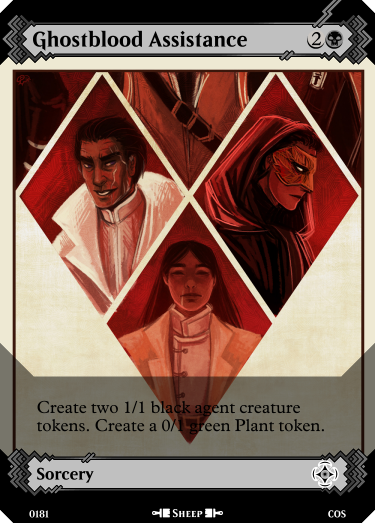 Ghostblood Assistance 2
Create two 1/1 black agent creature
tokens. Create a 0/1 green Plant token.
Sorcery
0181 Sheep COS